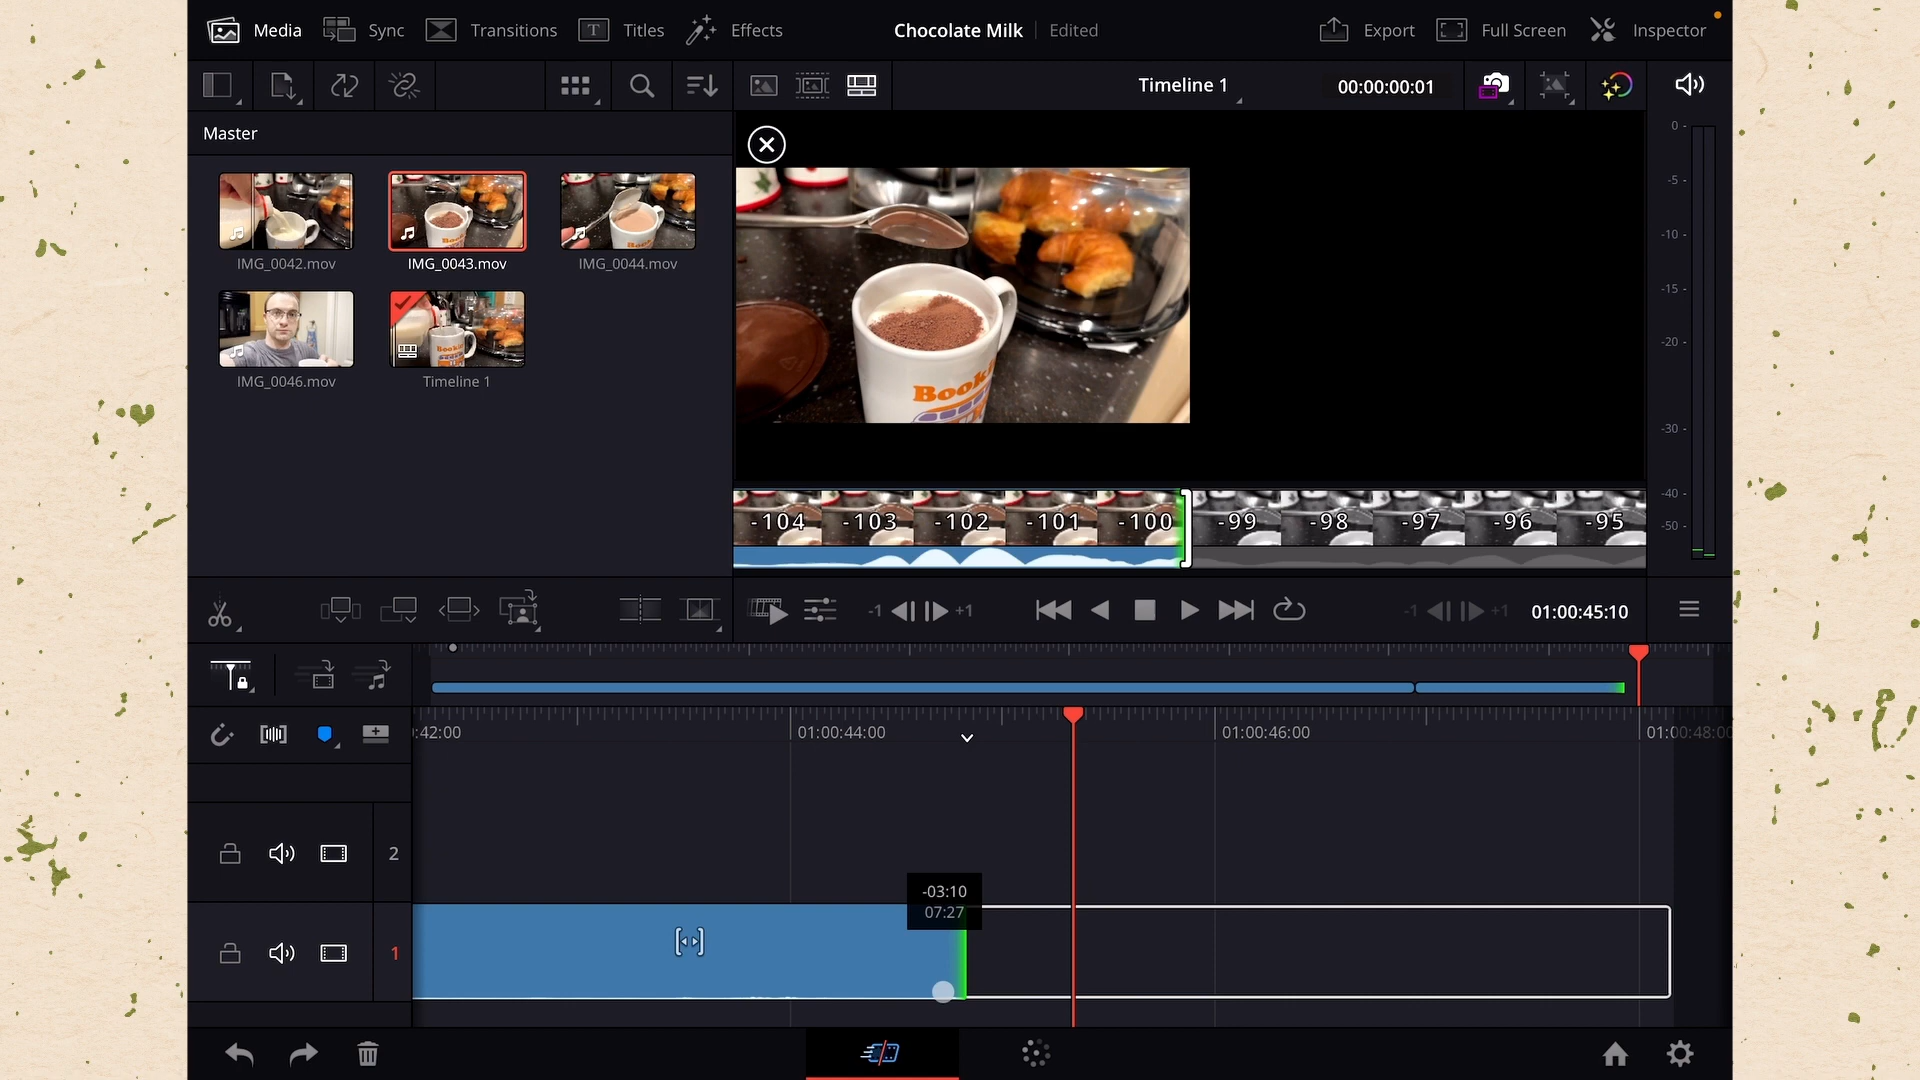 Media
Sync
Transitions
Titles
Effects
Chocolate Milk
Edited
Export
Full Screen
Inspector
Timeline 1
00:00:00:01
Master
IMG_0042.mov
IMG_0043.mov
IMG_0044.mov
IMG_0046.mov
Timeline 1
0
-5
-10
-15
-20
-30
-40
-50
-104
-103
-102
-101
-100
-99
-98
-97
-96
-95
-1
+1
-1
+1
01:00:45:10
:42:00
01:00:44:00
01:00:46:00
01:00:48:00
2
-03:10
07:27
1